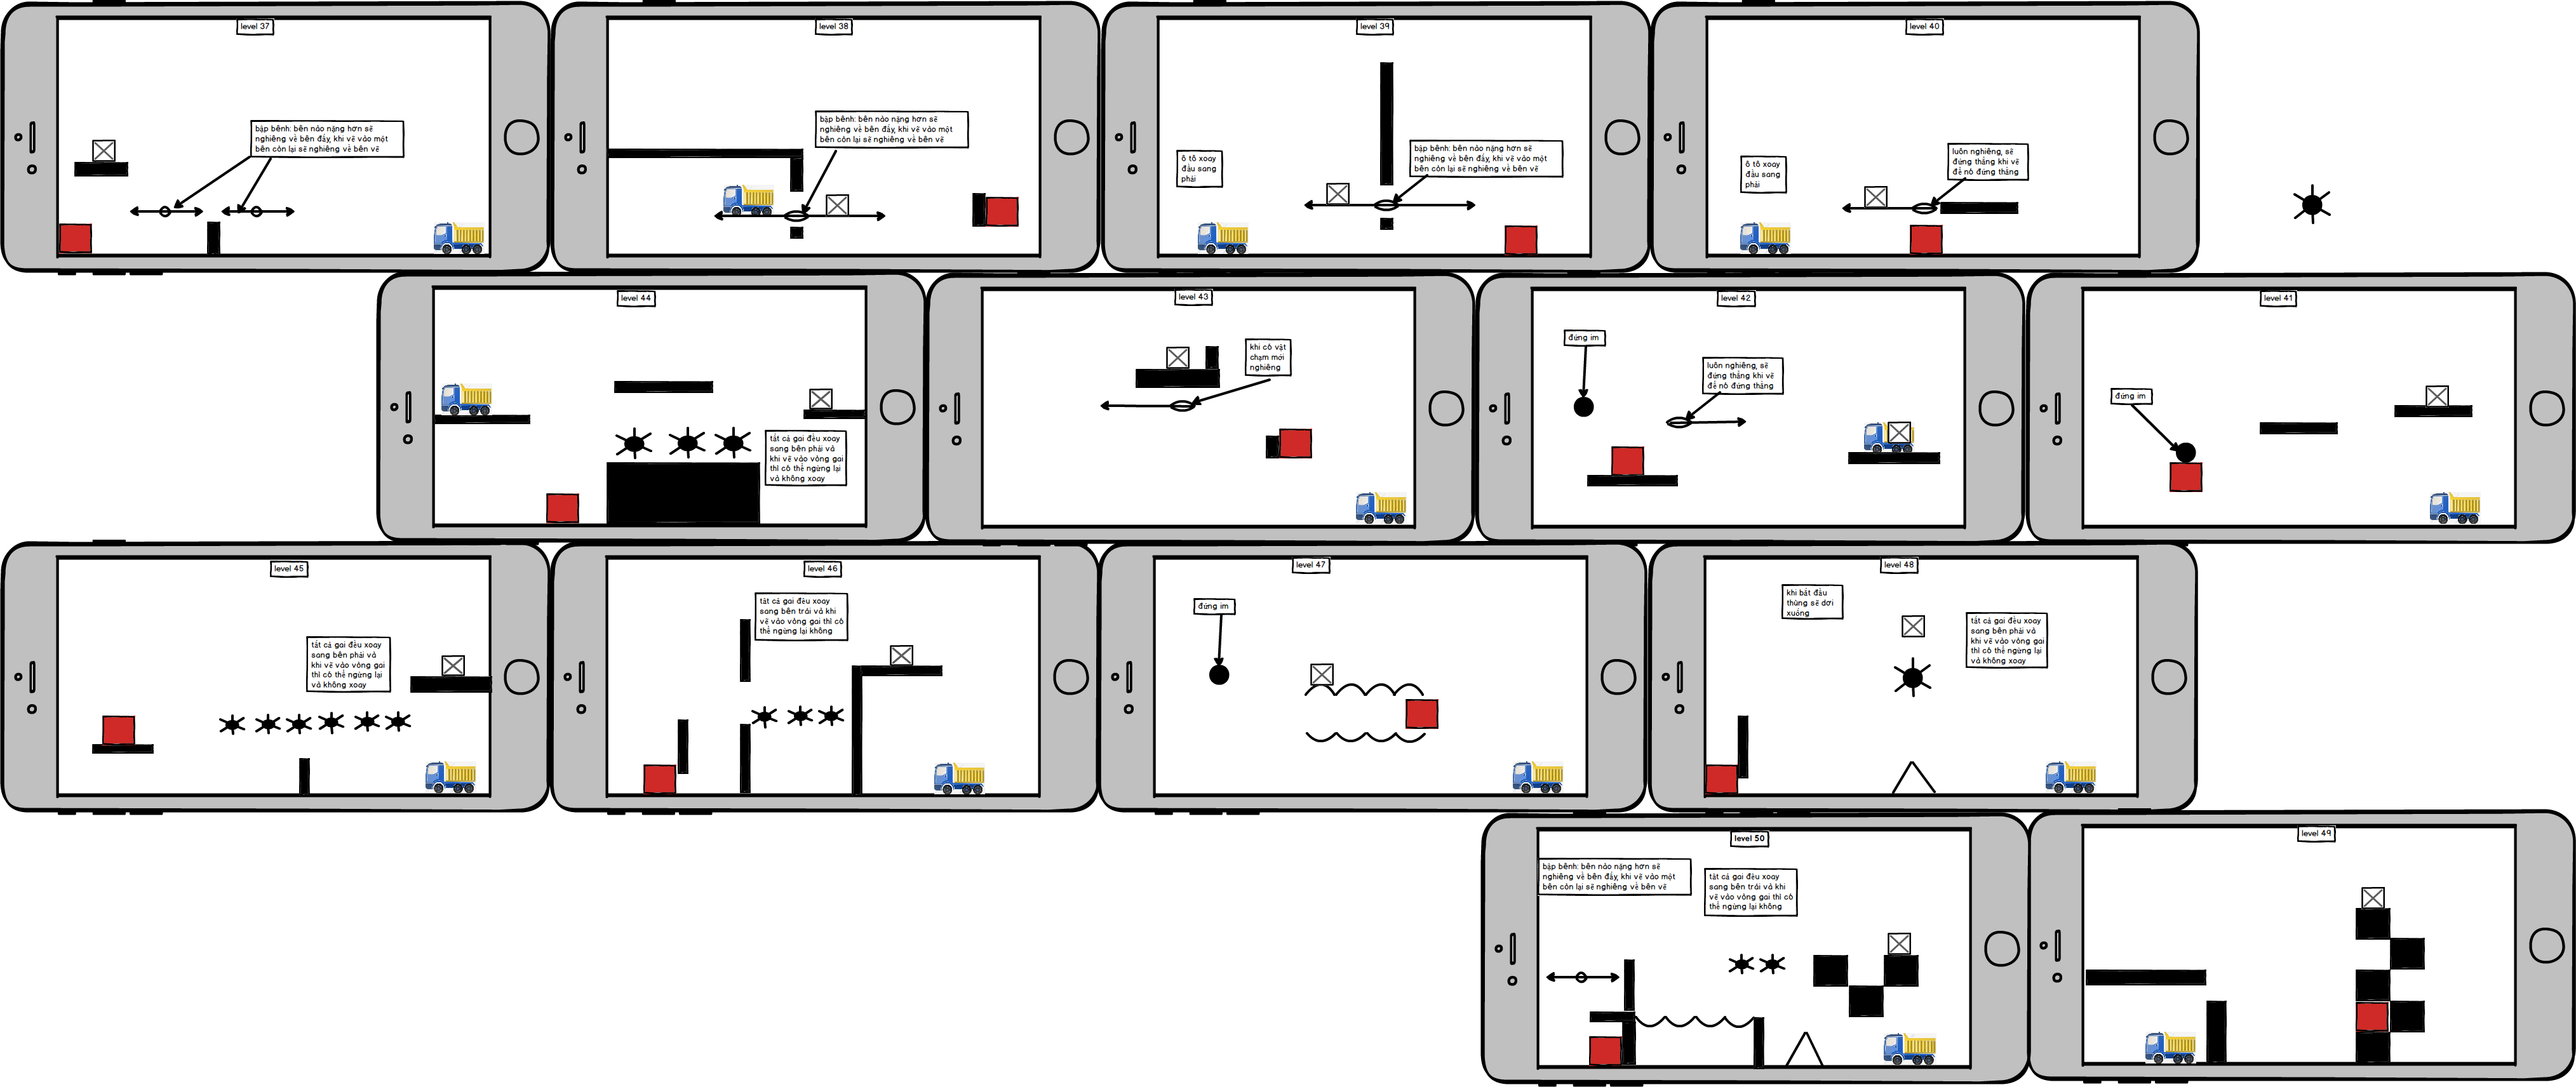 level 37
bập bênh: bên nào nặng hơn sẽ
nghiêng về bên đấy, khi vẽ vào một
bên còn lại sẽ nghiêng về bên vẽ
level 38
bập bênh: bên nào nặng hơn sẽ
nghiêng về bên đấy, khi vẽ vào một
bên còn lại sẽ nghiêng về bên vẽ
level 39
ô tô xoay
đầu sang
phải
bập bênh: bên nào nặng hơn sẽ
nghiêng về bên đấy, khi vẽ vào một
bên còn lại sẽ nghiêng về bên vẽ
level 40
ô tô xoay
đầu sang
phải
luôn nghiêng, sẽ
đứng thẳng khi vẽ
để nó đứng thẳng
level 44
tất cả gai đều xoay
sang bên phải và
khi vẽ vào vòng gai
thì có thể ngừng lại
và không xoay
level 43
khi có vật
chạm mới
nghiêng
level 42
đứng im
luôn nghiêng, sẽ
đứng thẳng khi vẽ
để nó đứng thẳng
level 41
đứng im
level 45
tất cả gai đều xoay
sang bên phải và
khi vẽ vào vòng gai
thì có thể ngừng lại
và không xoay
level 46
tất cả gai đều xoay
sang bên trái và khi
vẽ vào vòng gai thì có
thể ngừng lại không
level 47
đứng im
level 48
khi bắt đầu
thùng sẽ dơi
xuống
tất cả gai đều xoay
sang bên phải và
khi vẽ vào vòng gai
thì có thể ngừng lại
và không xoay
level 50
bập bênh: bên nào nặng hơn sẽ
nghiêng về bên đấy, khi vẽ vào một
bên còn lại sẽ nghiêng về bên vẽ
tất cả gai đều xoay
sang bên trái và khi
vẽ vào vòng gai thì có
thể ngừng lại không
level 49